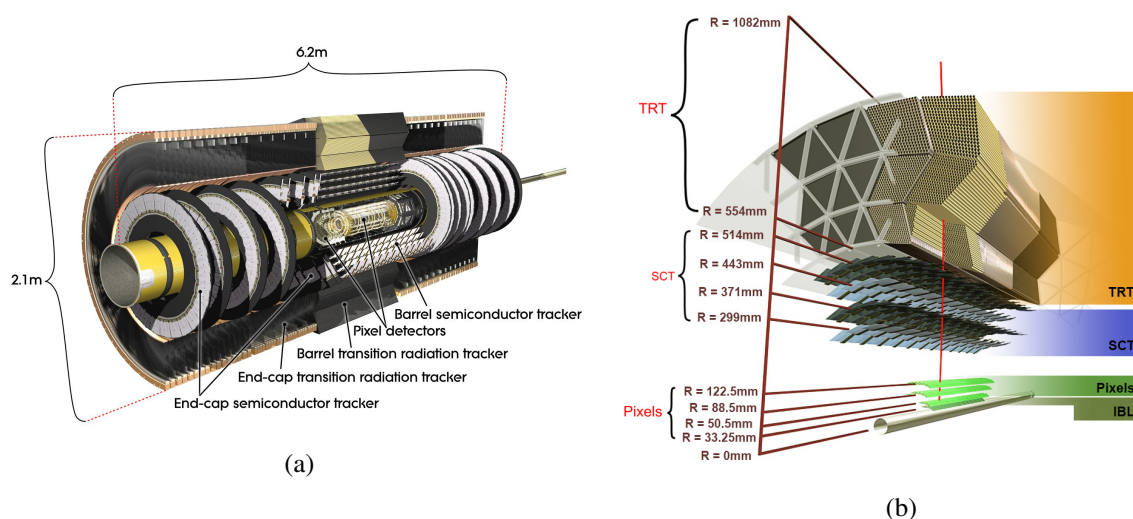 6.2m
2.1m
Barrel semiconductor tracker
Pixel detectors
Barrel transition radiation tracker
End-cap transition radiation tracker
End-cap semiconductor tracker
(a)
R = 1082mm
TRT
R = 554mm
R = 514mm
SCT
R = 443mm
R = 371mm
R = 299mm
Pixels
R = 122.5mm
R = 88.5mm
R = 50.5mm
R = 33.25mm
R = 0mm
TRT
SCT
Pixels
IBL
(b)